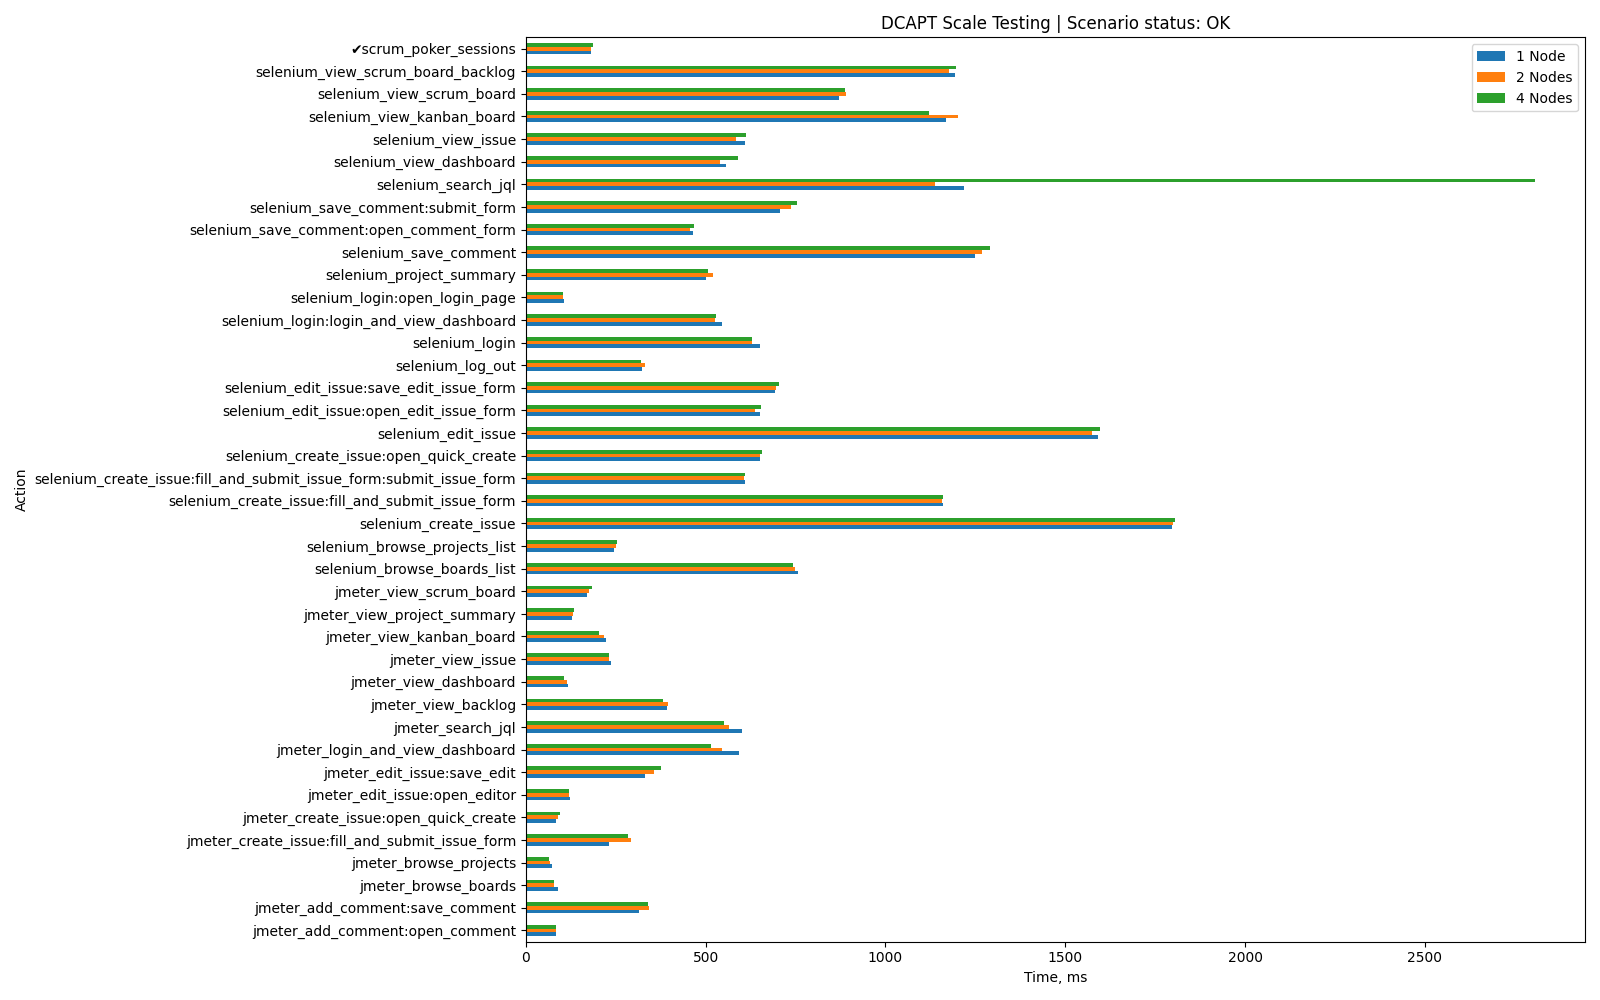 DCAPT Scale Testing | Scenario status: OK
✔scrum_poker_sessions
selenium_view_scrum_board_backlog
selenium_view_scrum_board
selenium_view_kanban_board
selenium_view_issue
selenium_view_dashboard
selenium_search_jql
selenium_save_comment:submit_form
selenium_save_comment:open_comment_form
selenium_save_comment
selenium_project_summary
selenium_login:open_login_page
selenium_login:login_and_view_dashboard
selenium_login
selenium_log_out
selenium_edit_issue:save_edit_issue_form
selenium_edit_issue:open_edit_issue_form
selenium_edit_issue
selenium_create_issue:open_quick_create
selenium_create_issue:fill_and_submit_issue_form:submit_issue_form
selenium_create_issue:fill_and_submit_issue_form
selenium_create_issue
selenium_browse_projects_list
selenium_browse_boards_list
jmeter_view_scrum_board
jmeter_view_project_summary
jmeter_view_kanban_board
jmeter_view_issue
jmeter_view_dashboard
jmeter_view_backlog
jmeter_search_jql
jmeter_login_and_view_dashboard
jmeter_edit_issue:save_edit
jmeter_edit_issue:open_editor
jmeter_create_issue:open_quick_create
jmeter_create_issue:fill_and_submit_issue_form
jmeter_browse_projects
jmeter_browse_boards
jmeter_add_comment:save_comment
jmeter_add_comment:open_comment
Action
1 Node
2 Nodes
4 Nodes
0 500 1000 1500 2000 2500
Time, ms